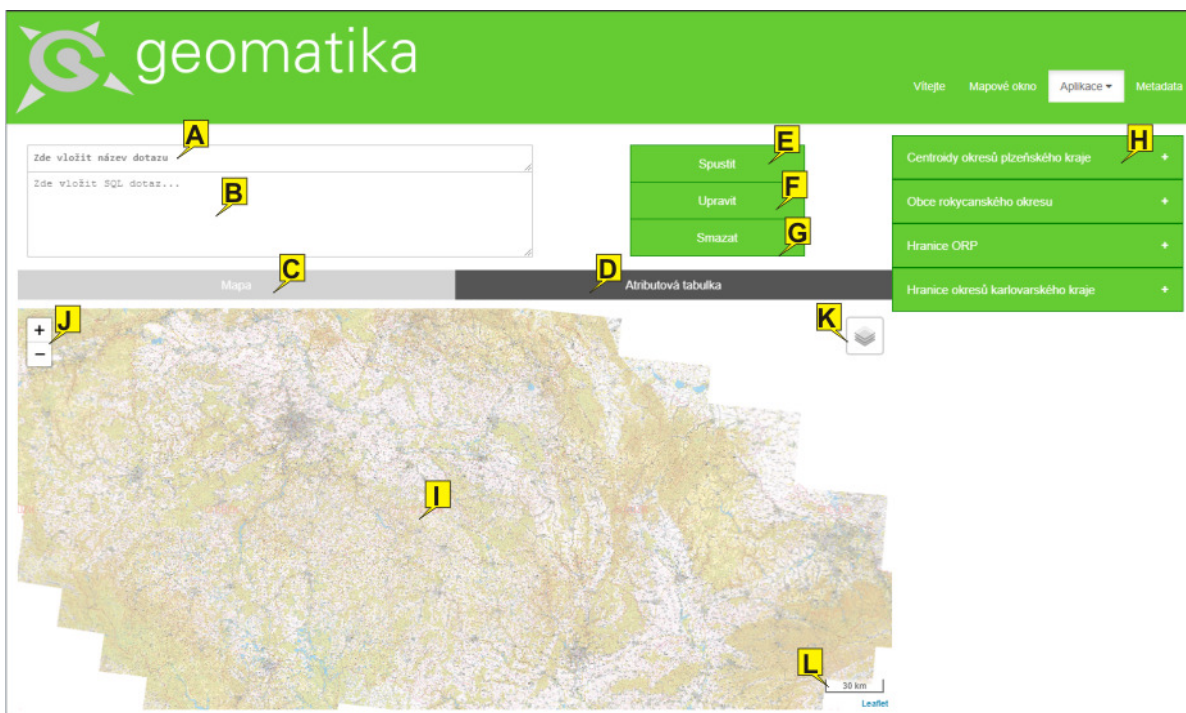 geomatika
Vítejte Mapové okno Aplikace Metadata
A
Zde vložit název dotazu
B
Zde vložit SQL dotaz...
E
Spustit
F
Upravit
G
Smazat
H
Centroidy okresů plzeňského kraje +
Obce rokycanského okresu +
Hranice ORP +
Hranice okresů karlovarského kraje +
C
Mapa
D
Atributová tabulka
J
+
−
K
I
L
30 km
Leaflet